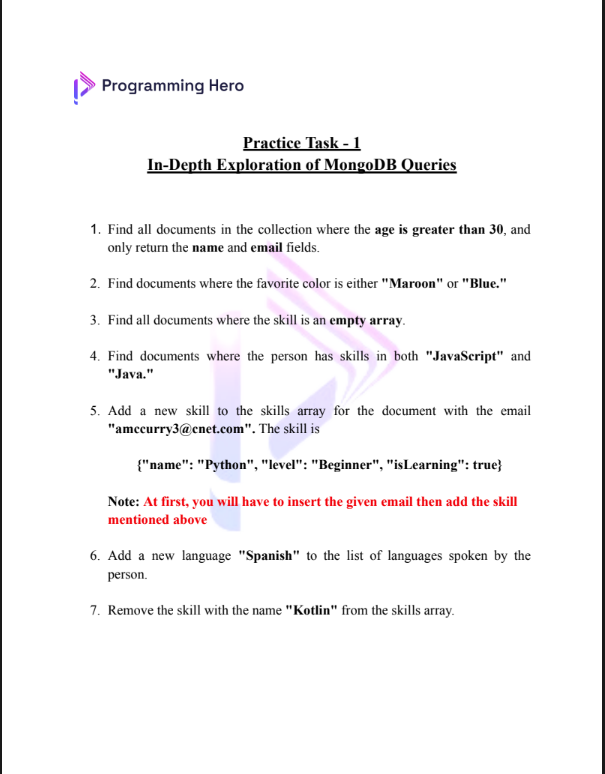 Programming Hero
Practice Task - 1
In-Depth Exploration of MongoDB Queries
1. Find all documents in the collection where the age is greater than 30, and
only return the name and email fields.
2. Find documents where the favorite color is either "Maroon" or "Blue."
3. Find all documents where the skill is an empty array.
4. Find documents where the person has skills in both "JavaScript" and
"Java."
5. Add a new skill to the skills array for the document with the email
"amccurry3@cnet.com". The skill is
{"name": "Python", "level": "Beginner", "isLearning": true}
Note: At first, you will have to insert the given email then add the skill
mentioned above
6. Add a new language "Spanish" to the list of languages spoken by the
person.
7. Remove the skill with the name "Kotlin" from the skills array.